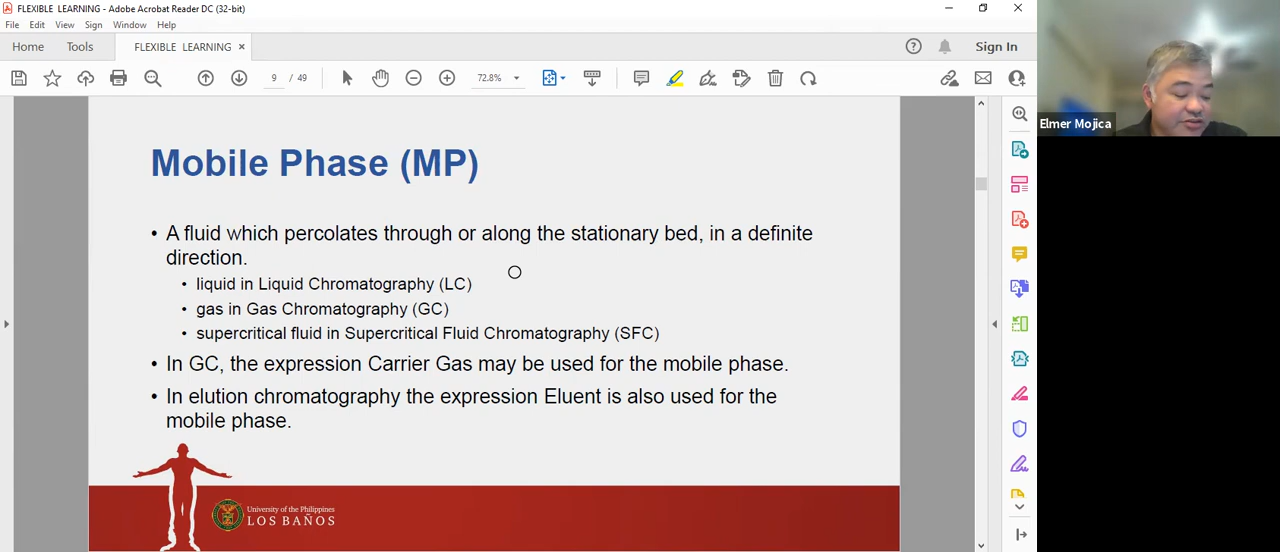 FLEXIBLE LEARNING - Adobe Acrobat Reader DC (32-bit)
File Edit View Sign Window Help
Home Tools FLEXIBLE LEARNING × Sign In
9 / 49 72.8%
Elmer Mojica
Mobile Phase (MP)
• A fluid which percolates through or along the stationary bed, in a definite
direction.
• liquid in Liquid Chromatography (LC)
• gas in Gas Chromatography (GC)
• supercritical fluid in Supercritical Fluid Chromatography (SFC)
• In GC, the expression Carrier Gas may be used for the mobile phase.
• In elution chromatography the expression Eluent is also used for the
mobile phase.
University of the Philippines
LOS BAÑOS